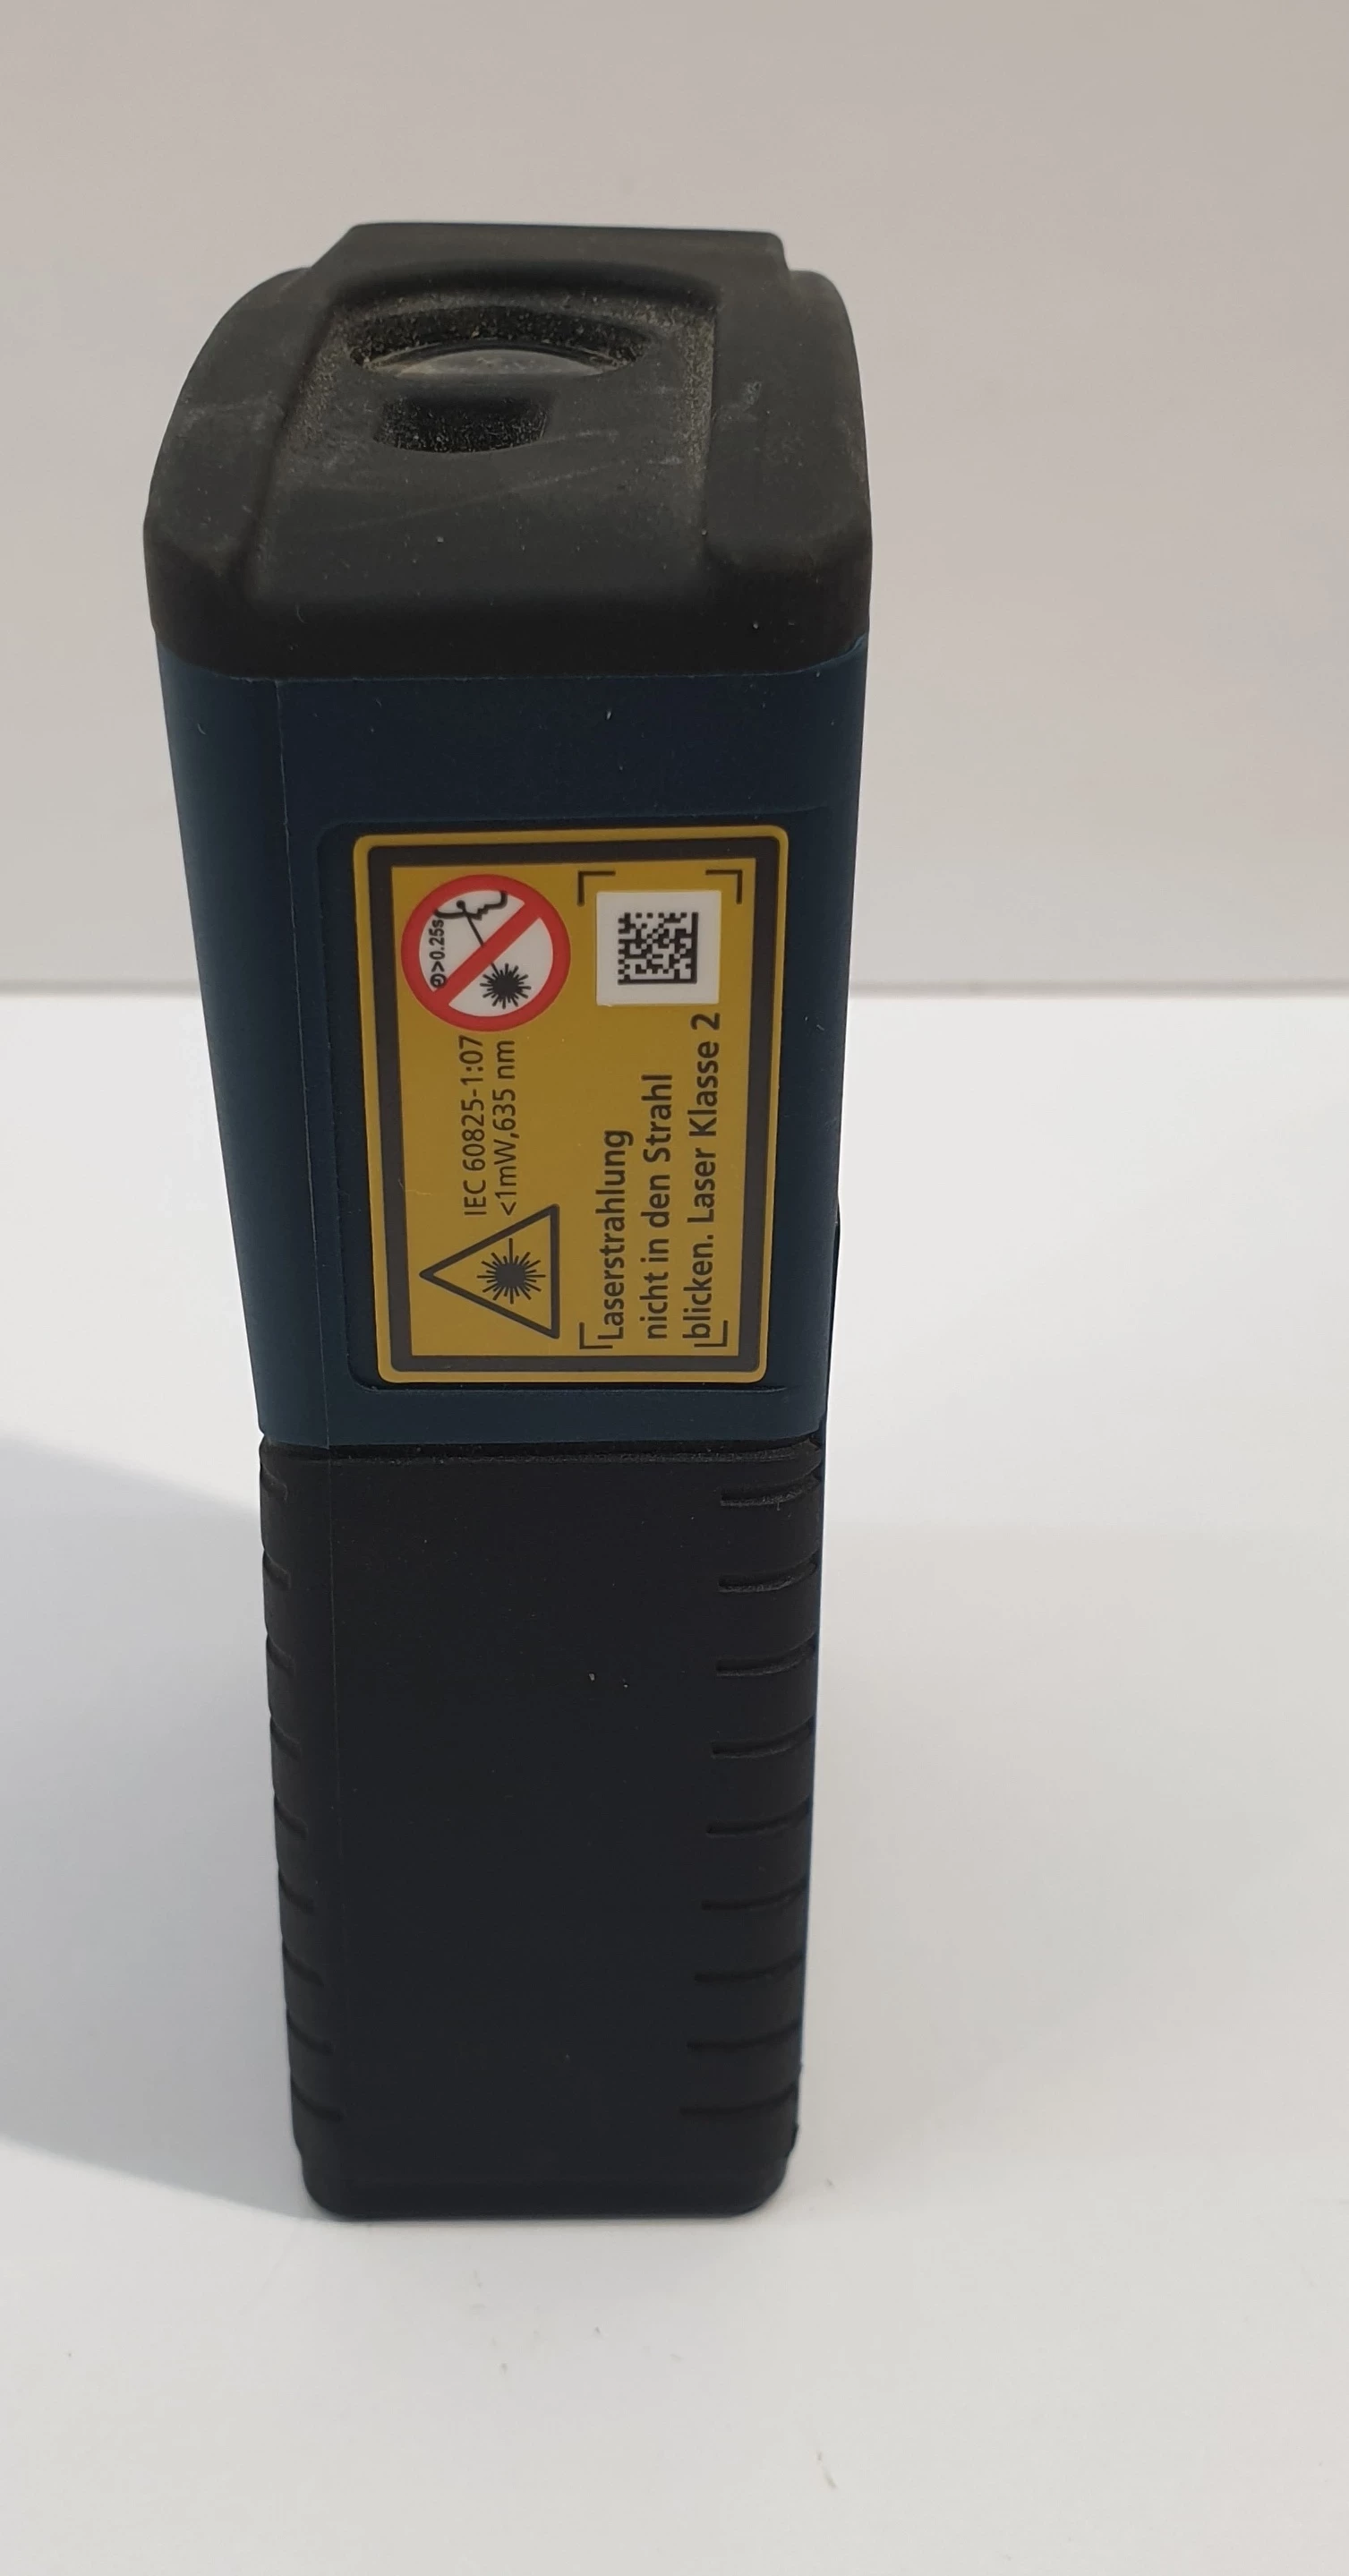 IEC 60825-1:07
<1mW,635 nm
>0.25s
Laserstrahlung
nicht in den Strahl
blicken. Laser Klasse 2